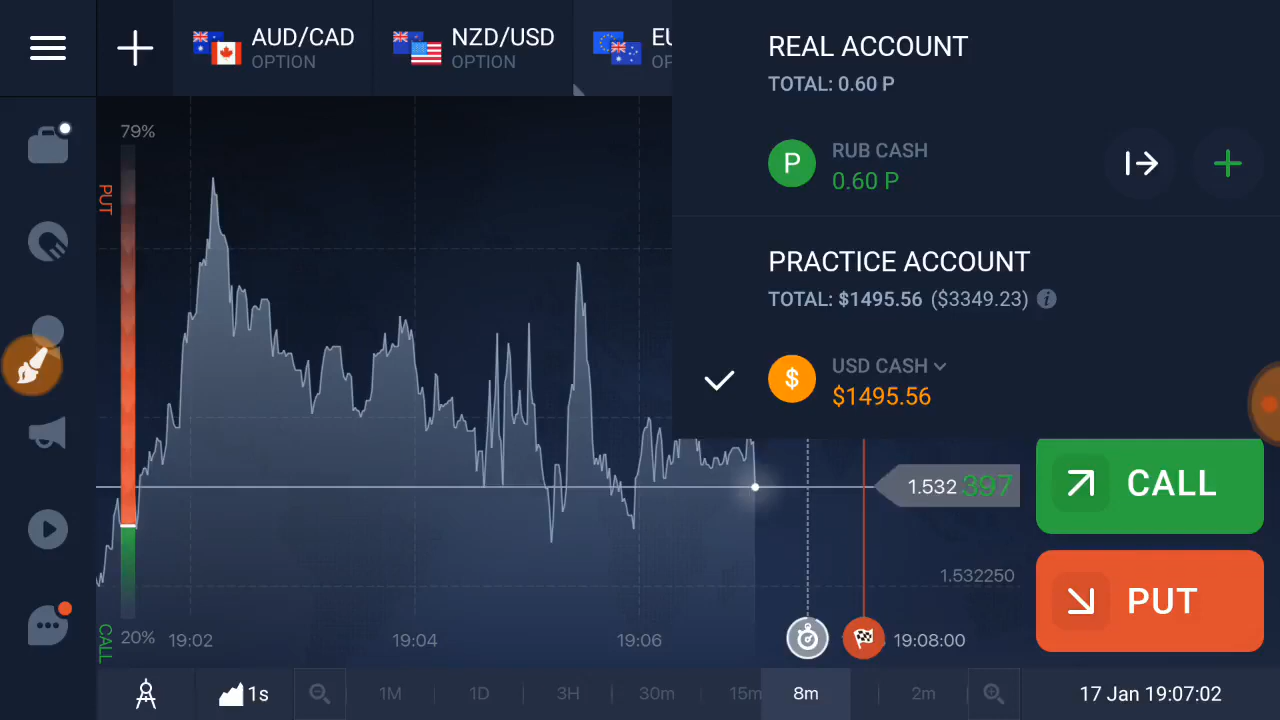 AUD/CAD
OPTION
NZD/USD
OPTION
REAL ACCOUNT
TOTAL: 0.60 P
P
RUB CASH
0.60 P
PRACTICE ACCOUNT
TOTAL: $1495.56 ($3349.23) i
$
USD CASH
$1495.56
79%
PUT
1.532397
CALL
1.532250
PUT
CALL
20%
19:02
19:04
19:06
19:08:00
1s
1M
1D
3H
30m
15m
8m
2m
17 Jan 19:07:02